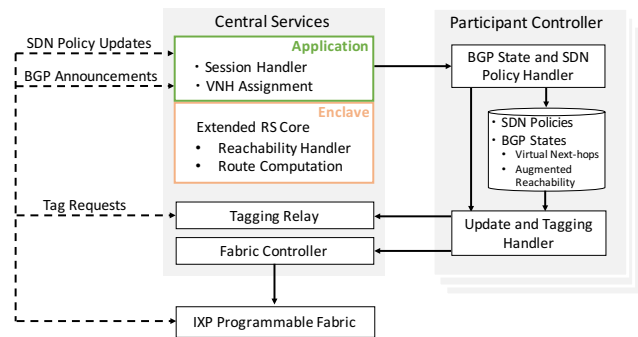 Central Services
Participant Controller
SDN Policy Updates
BGP Announcements
Application
• Session Handler
• VNH Assignment
Enclave
Extended RS Core
• Reachability Handler
• Route Computation
BGP State and SDN
Policy Handler
• SDN Policies
• BGP States
• Virtual Next-hops
• Augmented
Reachability
Tag Requests
Tagging Relay
Update and Tagging
Handler
Fabric Controller
IXP Programmable Fabric